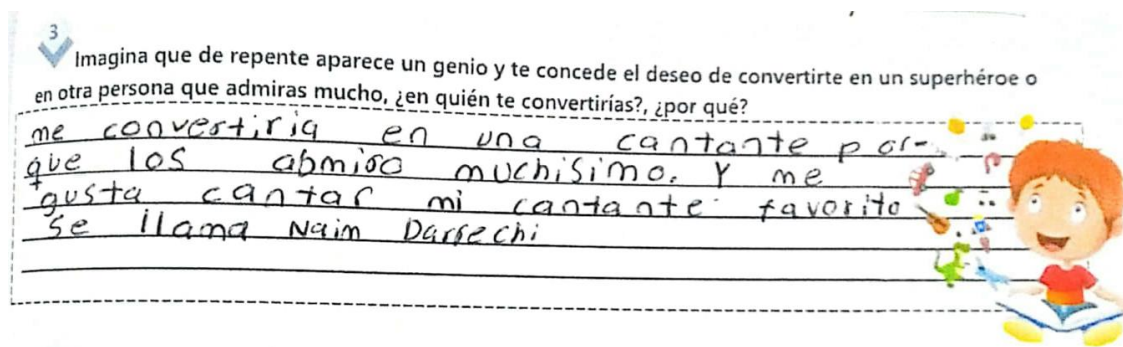 3
Imagina que de repente aparece un genio y te concede el deseo de convertirte en un superhéroe o
en otra persona que admiras mucho, ¿en quién te convertirías?, ¿por qué?
me convertiria en una cantante por-
que los abmiro muchisimo. Y me
gusta cantar mi cantante favorito
se llama Naim Darrechi